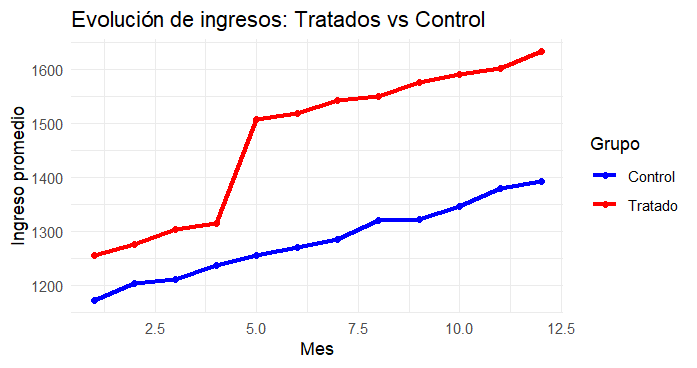 Evolución de ingresos: Tratados vs Control
Ingreso promedio
1600
1500
1400
1300
1200
2.5 5.0 7.5 10.0 12.5
Mes
Grupo
Control
Tratado